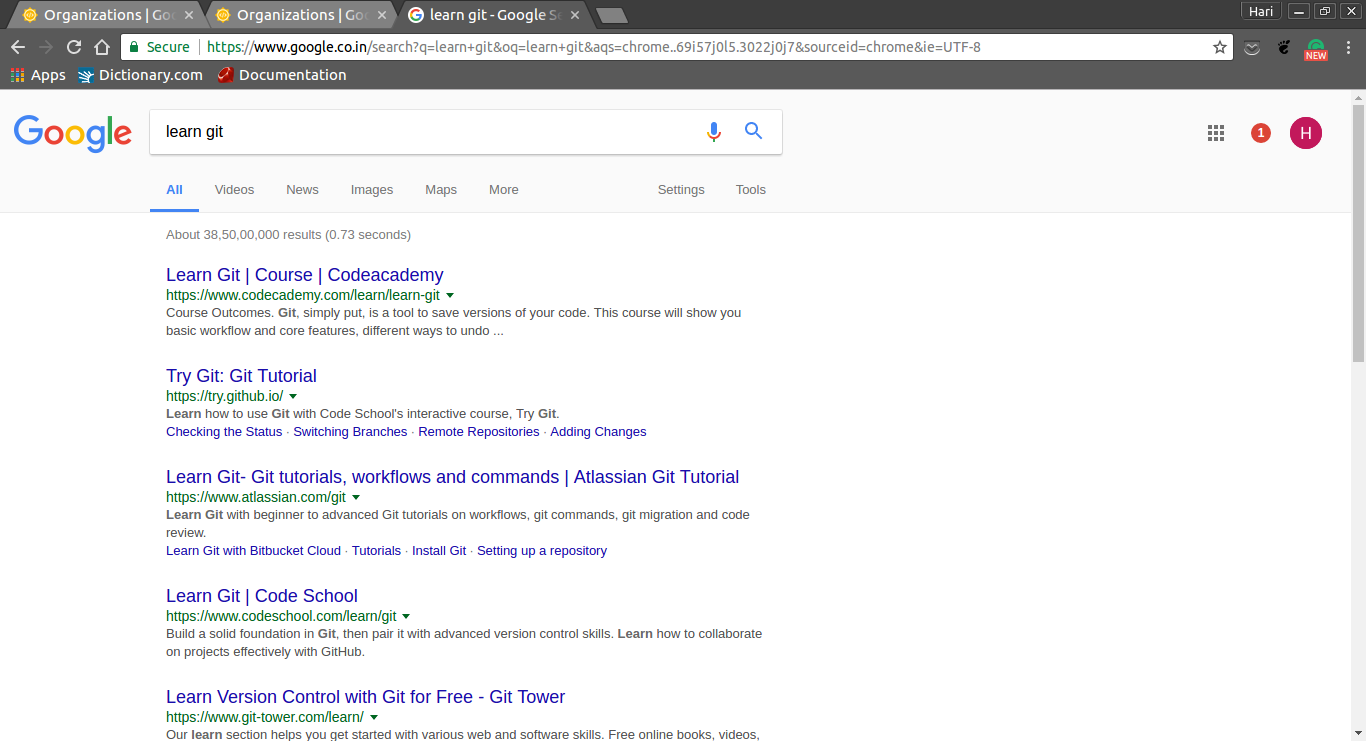 Organizations | Goo
Organizations | Goo
learn git - Google Se
Hari
Secure
https://www.google.co.in/search?q=learn+git&oq=learn+git&aqs=chrome..69i57j0l5.3022j0j7&sourceid=chrome&ie=UTF-8
NEW
Apps
Dictionary.com
Documentation
Google
learn git
1
H
All Videos News Images Maps More Settings Tools
About 38,50,00,000 results (0.73 seconds)
Learn Git | Course | Codeacademy
https://www.codecademy.com/learn/learn-git
Course Outcomes. Git, simply put, is a tool to save versions of your code. This course will show you
basic workflow and core features, different ways to undo ...
Try Git: Git Tutorial
https://try.github.io/
Learn how to use Git with Code School's interactive course, Try Git.
Checking the Status · Switching Branches · Remote Repositories · Adding Changes
Learn Git- Git tutorials, workflows and commands | Atlassian Git Tutorial
https://www.atlassian.com/git
Learn Git with beginner to advanced Git tutorials on workflows, git commands, git migration and code
review.
Learn Git with Bitbucket Cloud · Tutorials · Install Git · Setting up a repository
Learn Git | Code School
https://www.codeschool.com/learn/git
Build a solid foundation in Git, then pair it with advanced version control skills. Learn how to collaborate
on projects effectively with GitHub.
Learn Version Control with Git for Free - Git Tower
https://www.git-tower.com/learn/
Our learn section helps you get started with various web and software skills. Free online books, videos,